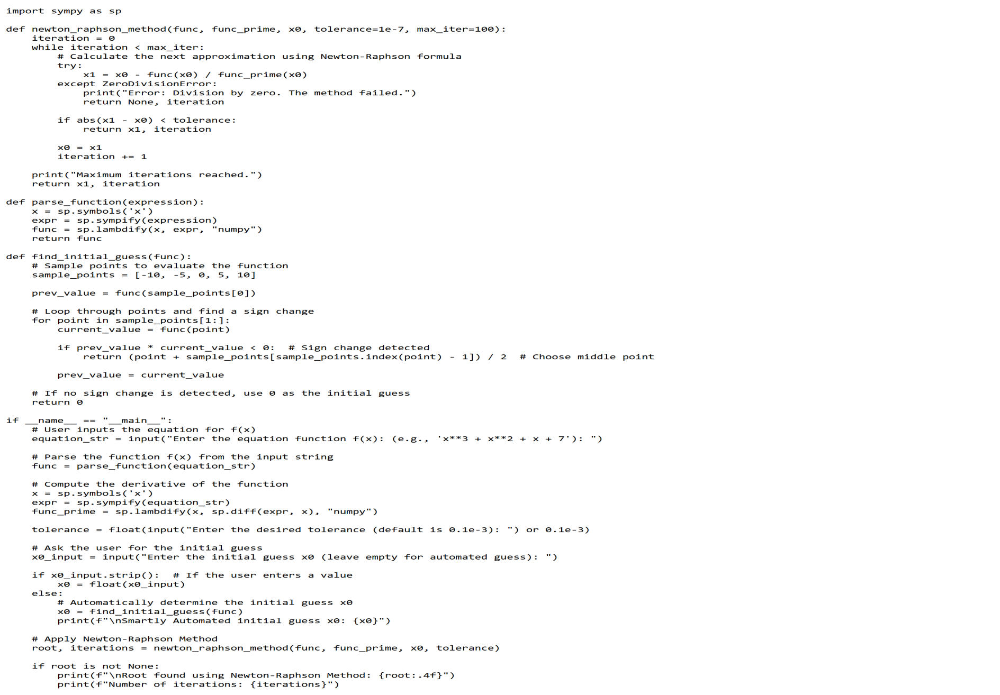 import sympy as sp

def newton_raphson_method(func, func_prime, x0, tolerance=1e-7, max_iter=100):
    iteration = 0
    while iteration < max_iter:
        # Calculate the next approximation using Newton-Raphson formula
        try:
            x1 = x0 - func(x0) / func_prime(x0)
        except ZeroDivisionError:
            print("Error: Division by zero. The method failed.")
            return None, iteration

        if abs(x1 - x0) < tolerance:
            return x1, iteration

        x0 = x1
        iteration += 1

    print("Maximum iterations reached.")
    return x1, iteration

def parse_function(expression):
    x = sp.symbols('x')
    expr = sp.sympify(expression)
    func = sp.lambdify(x, expr, "numpy")
    return func

def find_initial_guess(func):
    # Sample points to evaluate the function
    sample_points = [-10, -5, 0, 5, 10]

    prev_value = func(sample_points[0])

    # Loop through points and find a sign change
    for point in sample_points[1:]:
        current_value = func(point)

        if prev_value * current_value < 0:  # Sign change detected
            return (point + sample_points[sample_points.index(point) - 1]) / 2  # Choose middle point

        prev_value = current_value

    # If no sign change is detected, use 0 as the initial guess
    return 0

if __name__ == "__main__":
    # User inputs the equation for f(x)
    equation_str = input("Enter the equation function f(x): (e.g., 'x**3 + x**2 + x + 7'): ")

    # Parse the function f(x) from the input string
    func = parse_function(equation_str)

    # Compute the derivative of the function
    x = sp.symbols('x')
    expr = sp.sympify(equation_str)
    func_prime = sp.lambdify(x, sp.diff(expr, x), "numpy")

    tolerance = float(input("Enter the desired tolerance (default is 0.1e-3): ") or 0.1e-3)

    # Ask the user for the initial guess
    x0_input = input("Enter the initial guess x0 (leave empty for automated guess): ")

    if x0_input.strip():  # If the user enters a value
        x0 = float(x0_input)
    else:
        # Automatically determine the initial guess x0
        x0 = find_initial_guess(func)
        print(f"\nSmartly Automated initial guess x0: {x0}")

    # Apply Newton-Raphson Method
    root, iterations = newton_raphson_method(func, func_prime, x0, tolerance)

    if root is not None:
        print(f"\nRoot found using Newton-Raphson Method: {root:.4f}")
        print(f"Number of iterations: {iterations}")